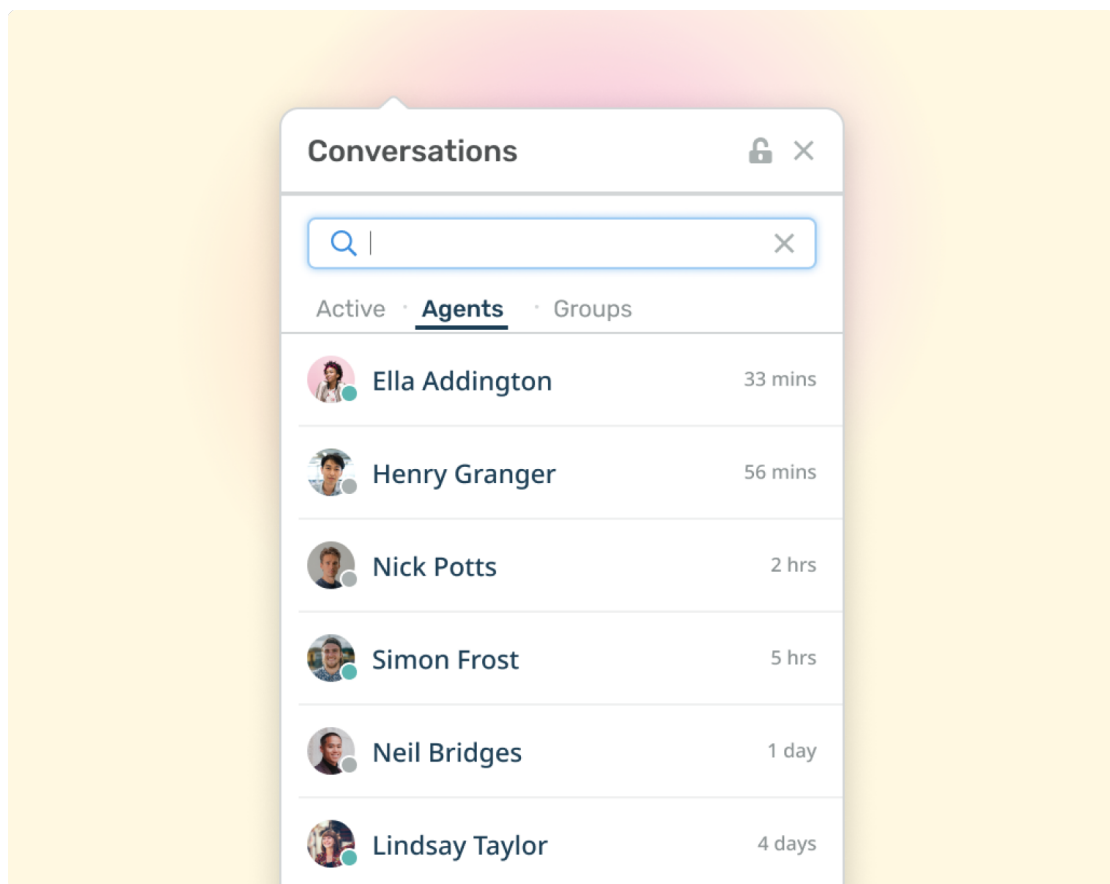 Conversations
Active · Agents · Groups
Ella Addington 33 mins
Henry Granger 56 mins
Nick Potts 2 hrs
Simon Frost 5 hrs
Neil Bridges 1 day
Lindsay Taylor 4 days